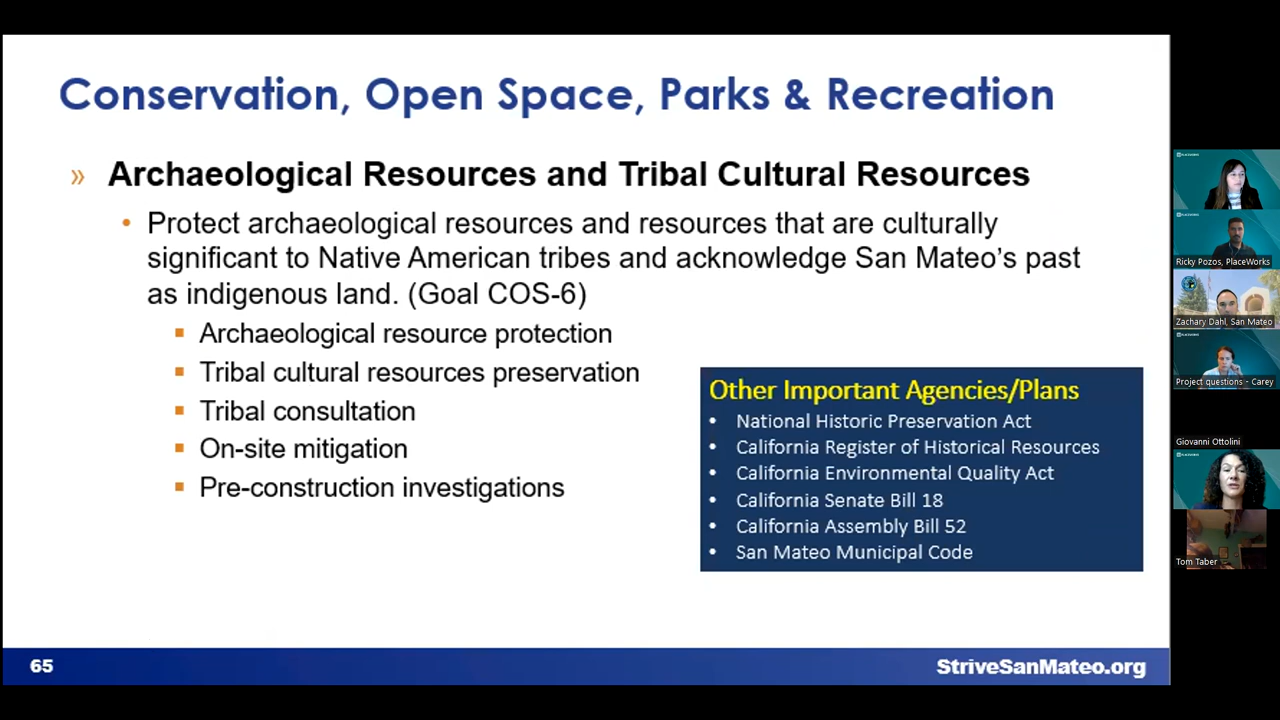 Conservation, Open Space, Parks & Recreation
» Archaeological Resources and Tribal Cultural Resources
• Protect archaeological resources and resources that are culturally
significant to Native American tribes and acknowledge San Mateo's past
as indigenous land. (Goal COS-6)
▪ Archaeological resource protection
▪ Tribal cultural resources preservation
▪ Tribal consultation
▪ On-site mitigation
▪ Pre-construction investigations
Other Important Agencies/Plans
• National Historic Preservation Act
• California Register of Historical Resources
• California Environmental Quality Act
• California Senate Bill 18
• California Assembly Bill 52
• San Mateo Municipal Code
65
StriveSanMateo.org
Ricky Pozos, PlaceWorks
Zachary Dahl, San Mateo
Project questions - Carey
Giovanni Ottolini
Tom Taber